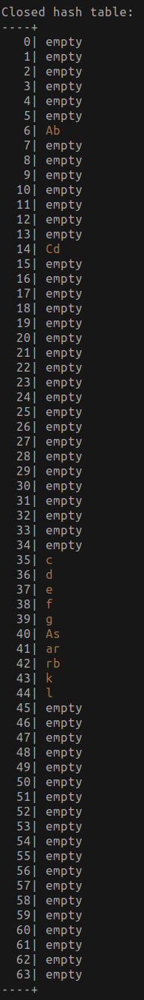 Closed hash table:
----+
   0| empty
   1| empty
   2| empty
   3| empty
   4| empty
   5| empty
   6| Ab
   7| empty
   8| empty
   9| empty
  10| empty
  11| empty
  12| empty
  13| empty
  14| Cd
  15| empty
  16| empty
  17| empty
  18| empty
  19| empty
  20| empty
  21| empty
  22| empty
  23| empty
  24| empty
  25| empty
  26| empty
  27| empty
  28| empty
  29| empty
  30| empty
  31| empty
  32| empty
  33| empty
  34| empty
  35| c
  36| d
  37| e
  38| f
  39| g
  40| As
  41| ar
  42| rb
  43| k
  44| l
  45| empty
  46| empty
  47| empty
  48| empty
  49| empty
  50| empty
  51| empty
  52| empty
  53| empty
  54| empty
  55| empty
  56| empty
  57| empty
  58| empty
  59| empty
  60| empty
  61| empty
  62| empty
  63| empty
----+